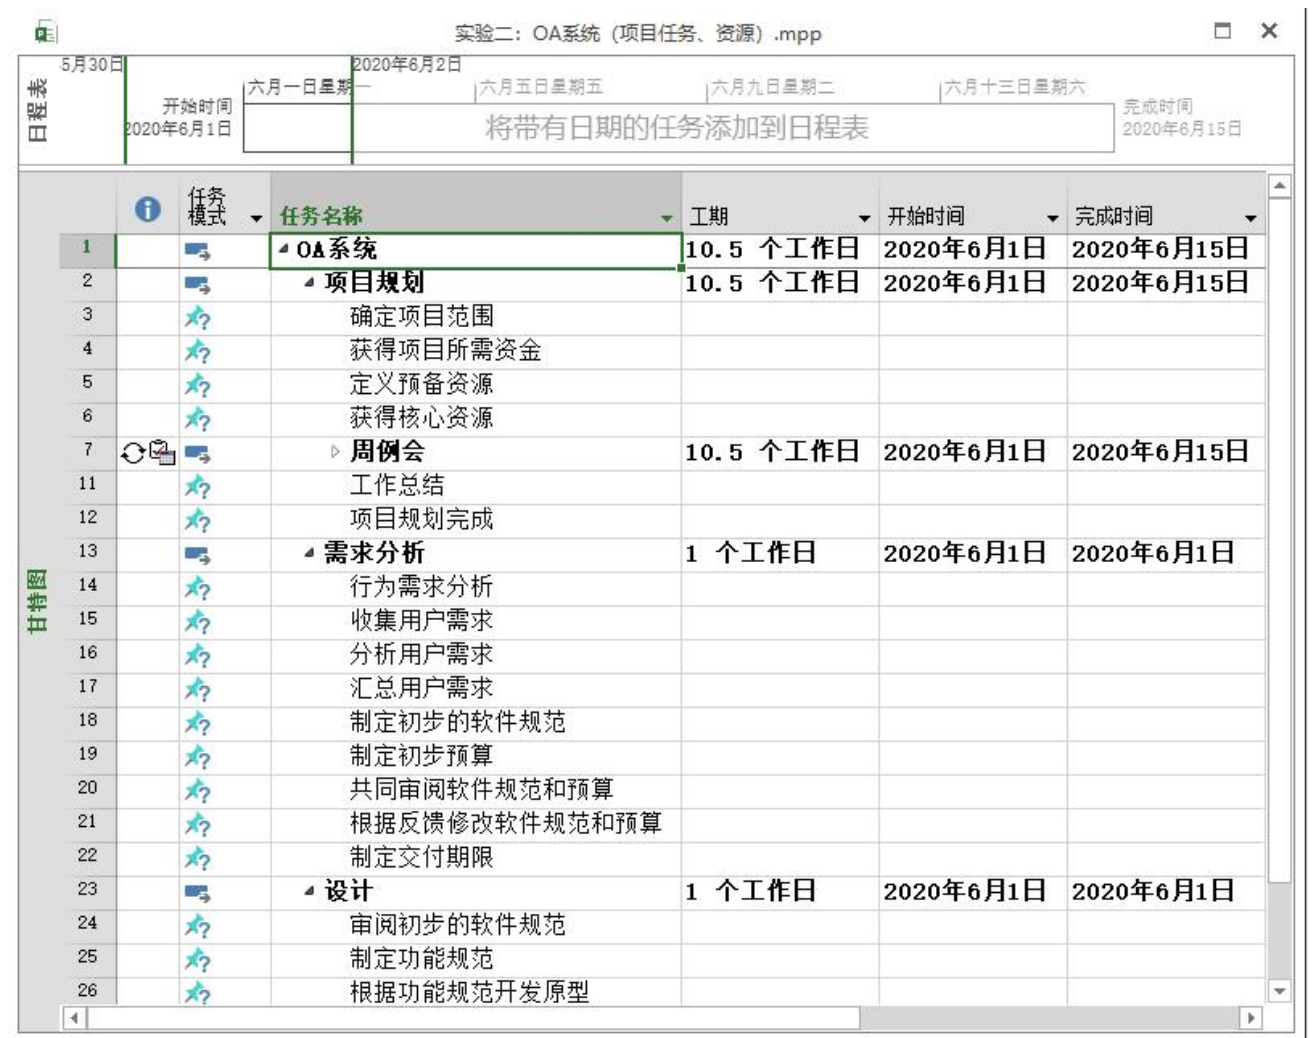 实验二：OA系统（项目任务、资源）.mpp
5月30日
2020年6月2日
六月一日星期一
六月五日星期五
六月九日星期二
六月十三日星期六
日程表
开始时间
2020年6月1日
将带有日期的任务添加到日程表
完成时间
2020年6月15日
任务模式 任务名称 工期 开始时间 完成时间
1 OA系统 10.5 个工作日 2020年6月1日 2020年6月15日
2 项目规划 10.5 个工作日 2020年6月1日 2020年6月15日
3 确定项目范围
4 获得项目所需资金
5 定义预备资源
6 获得核心资源
7 周例会 10.5 个工作日 2020年6月1日 2020年6月15日
11 工作总结
12 项目规划完成
13 需求分析 1 个工作日 2020年6月1日 2020年6月1日
14 行为需求分析
15 收集用户需求
16 分析用户需求
17 汇总用户需求
18 制定初步的软件规范
19 制定初步预算
20 共同审阅软件规范和预算
21 根据反馈修改软件规范和预算
22 制定交付期限
23 设计 1 个工作日 2020年6月1日 2020年6月1日
24 审阅初步的软件规范
25 制定功能规范
26 根据功能规范开发原型
甘特图